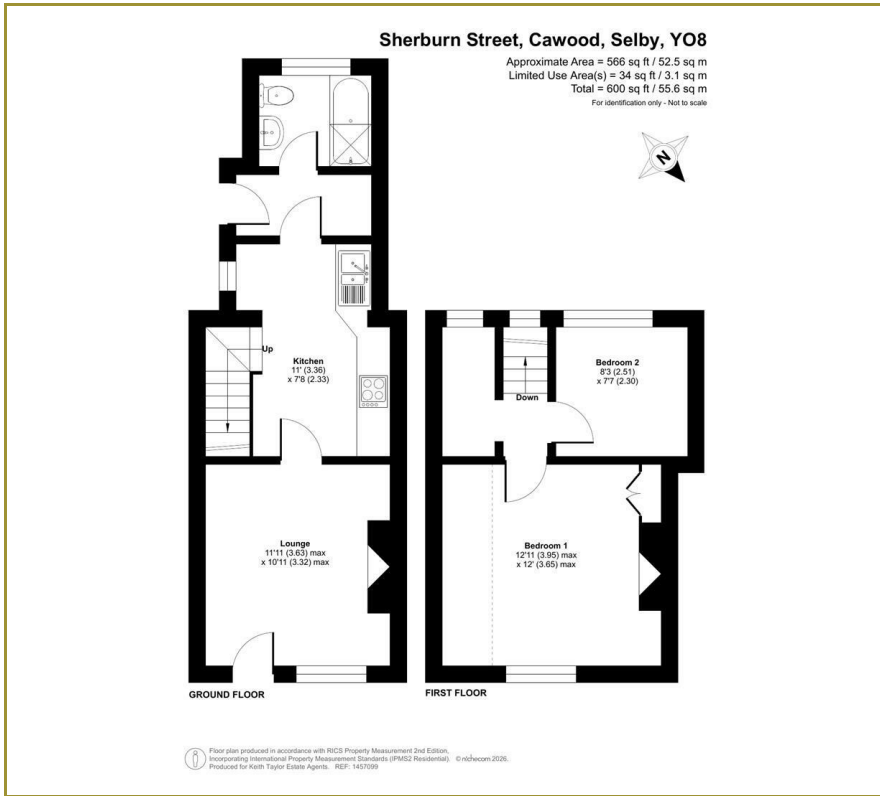 Sherburn Street, Cawood, Selby, YO8
Approximate Area = 566 sq ft / 52.5 sq m
Limited Use Area(s) = 34 sq ft / 3.1 sq m
Total = 600 sq ft / 55.6 sq m
For identification only - Not to scale
N
Up
Kitchen
11' (3.36)
x 7'8 (2.33)
Bedroom 2
8'3 (2.51)
x 7'7 (2.30)
Down
Lounge
11'11 (3.63) max
x 10'11 (3.32) max
Bedroom 1
12'11 (3.95) max
x 12' (3.65) max
GROUND FLOOR
FIRST FLOOR
Floor plan produced in accordance with RICS Property Measurement 2nd Edition,
Incorporating International Property Measurement Standards (IPMS2 Residential). © nichecom 2026.
Produced for Keith Taylor Estate Agents. REF: 1457099